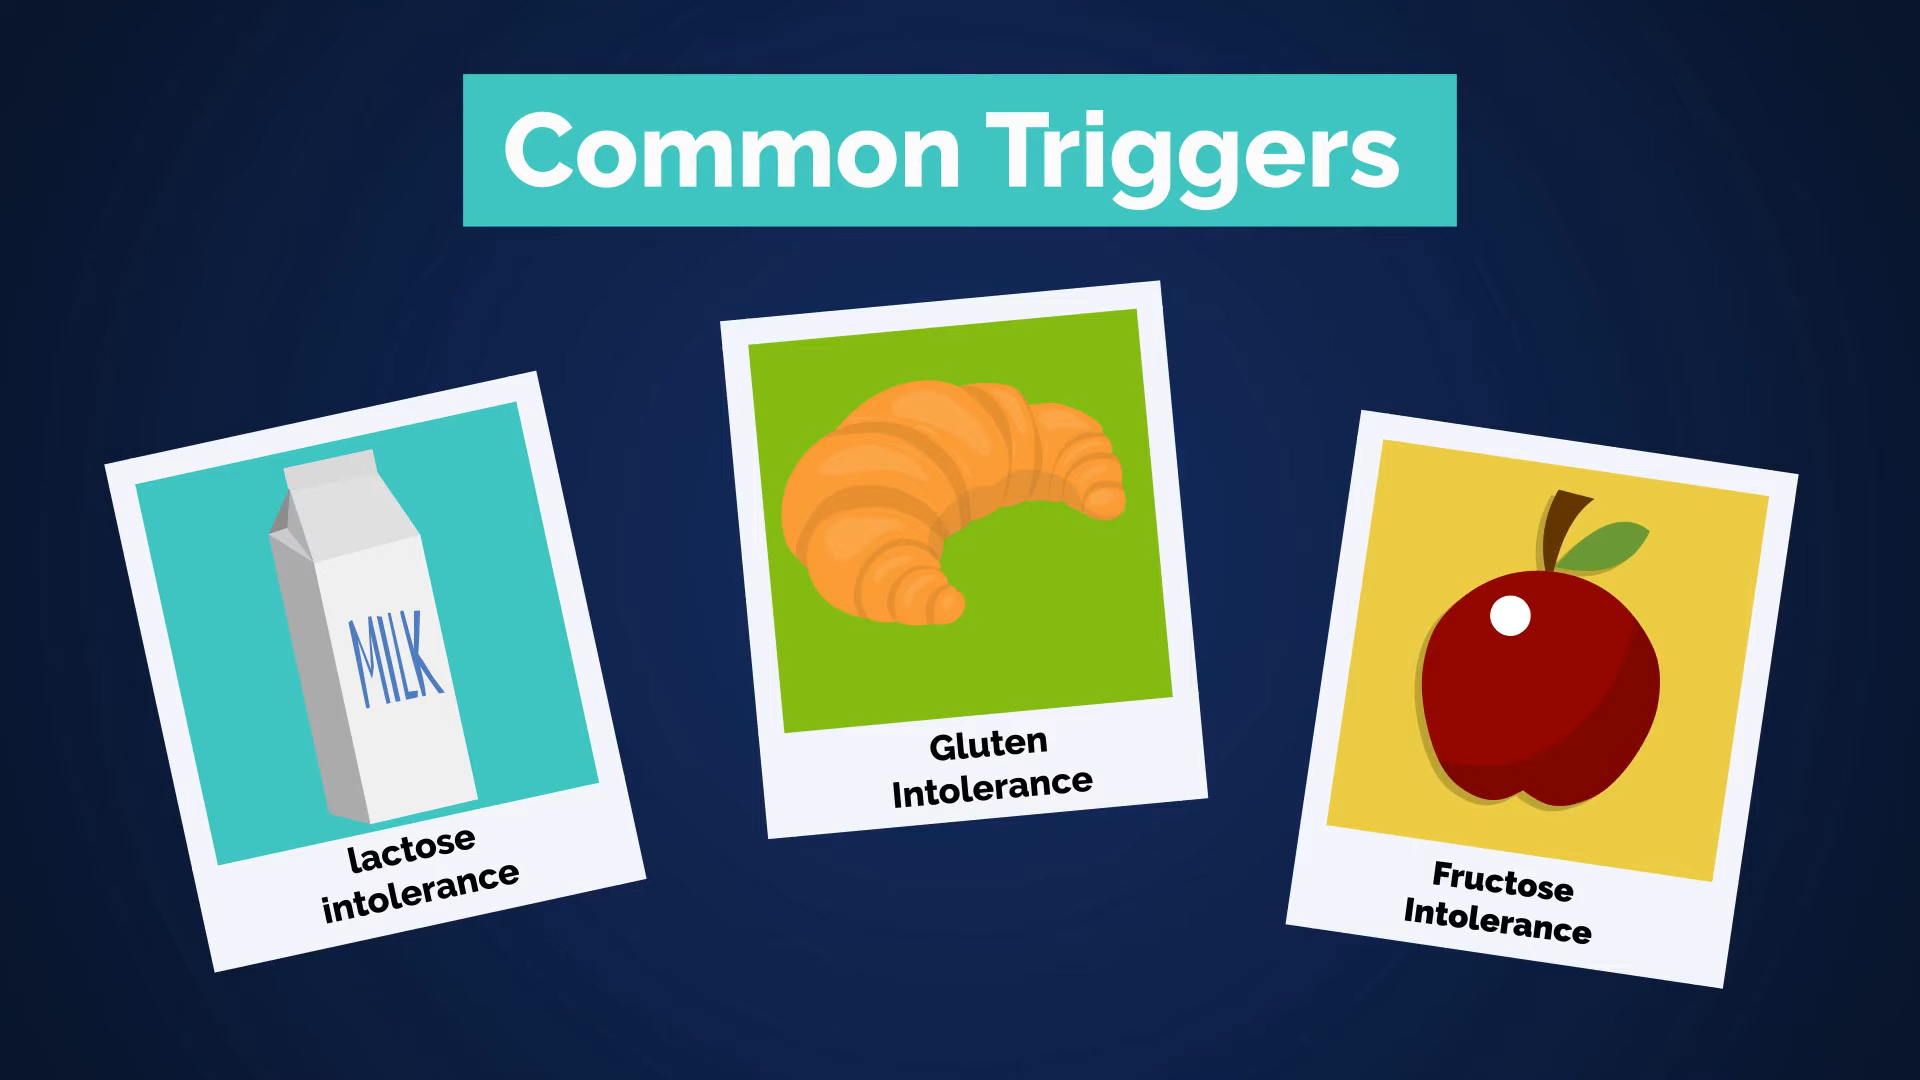 Common Triggers
MILK
lactose
intolerance
Gluten
Intolerance
Fructose
Intolerance